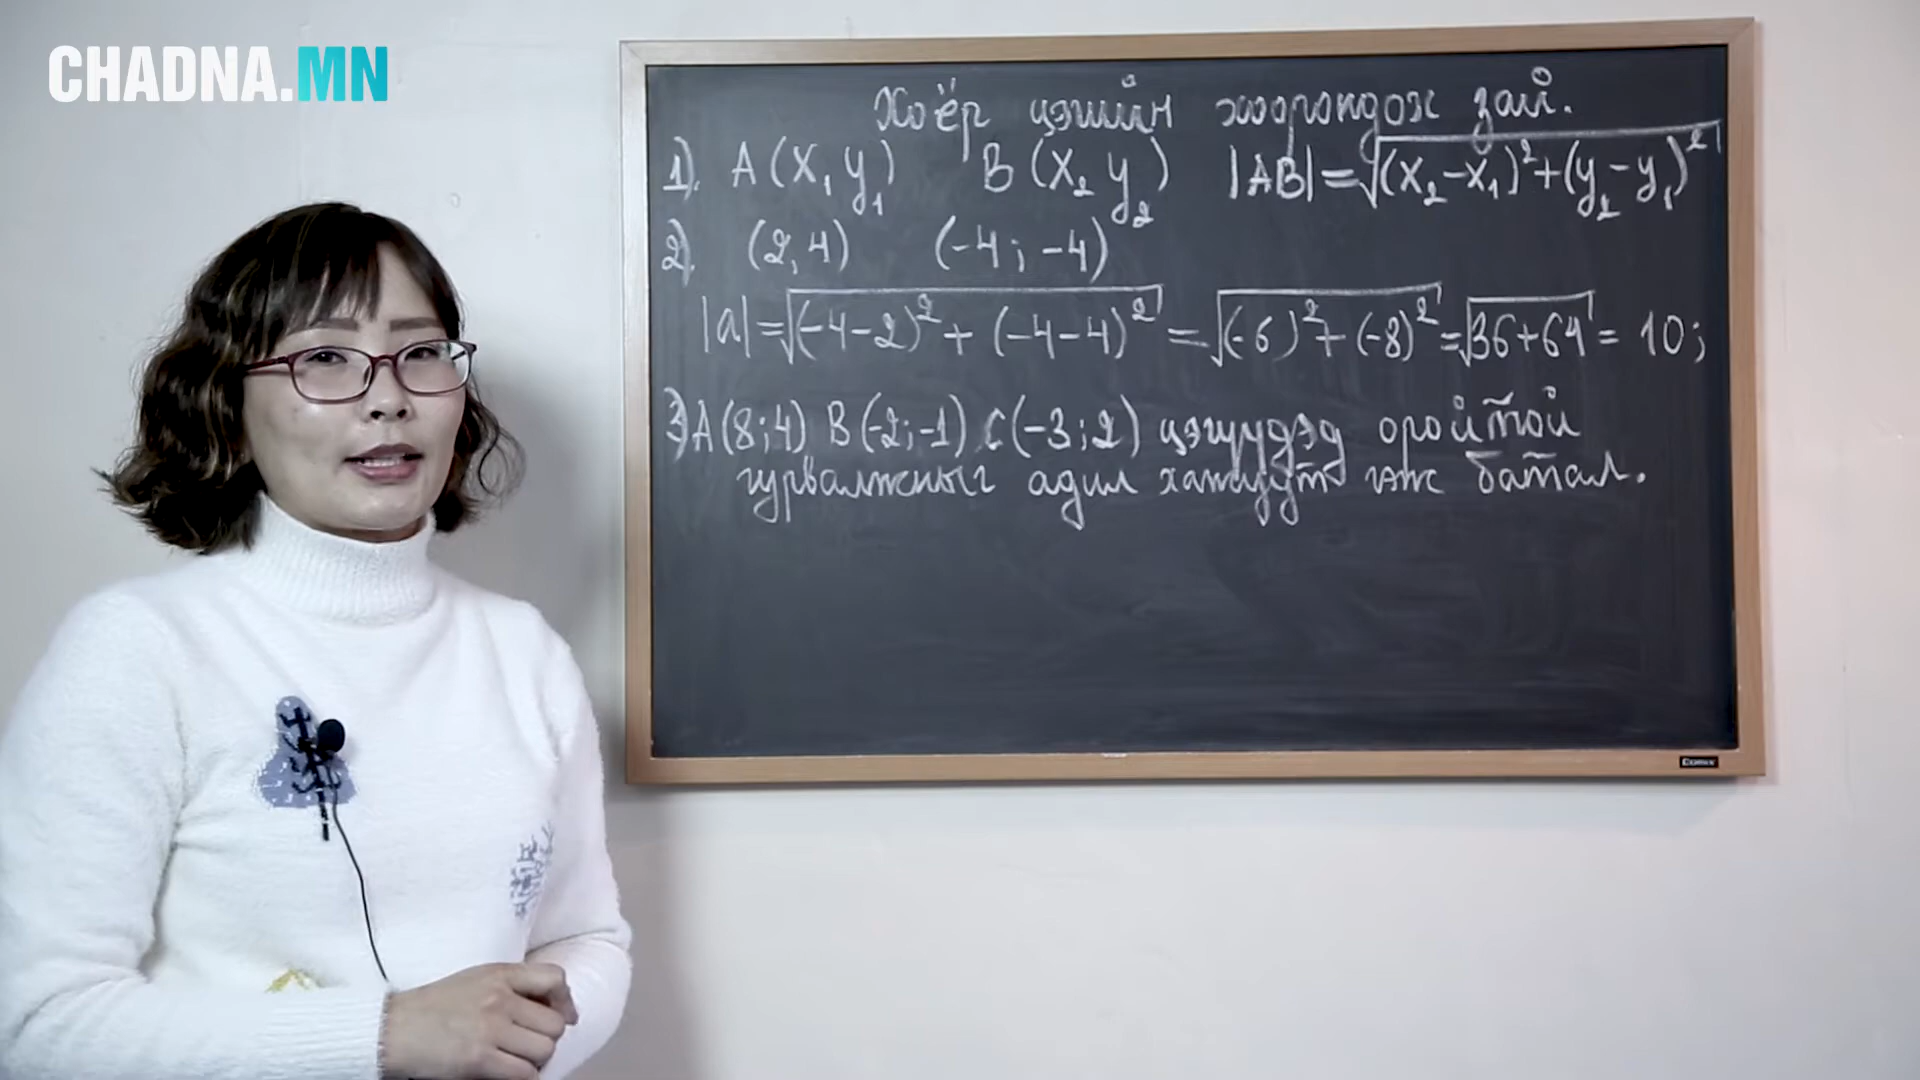 CHADNA.MN
Хоёр цэгийн хоорондох зай.
1). A(x₁ y₁) B(x₂ y₂) |AB|=√(x₂-x₁)²+(y₂-y₁)²
2). (2,4) (-4; -4)
|a|=√(-4-2)²+(-4-4)² = √(-6)²+(-8)² = √36+64 = 10;
3) A(8;4) B(-2;-1) C(-3;2) цэгүүдэд оройтой
гурвалжныг адил хажуут гэж батал.
Comix